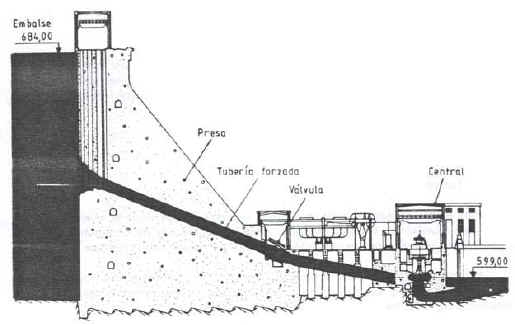 Embalse
684,00
Presa
Tubería forzada
Válvula
Central
599,00